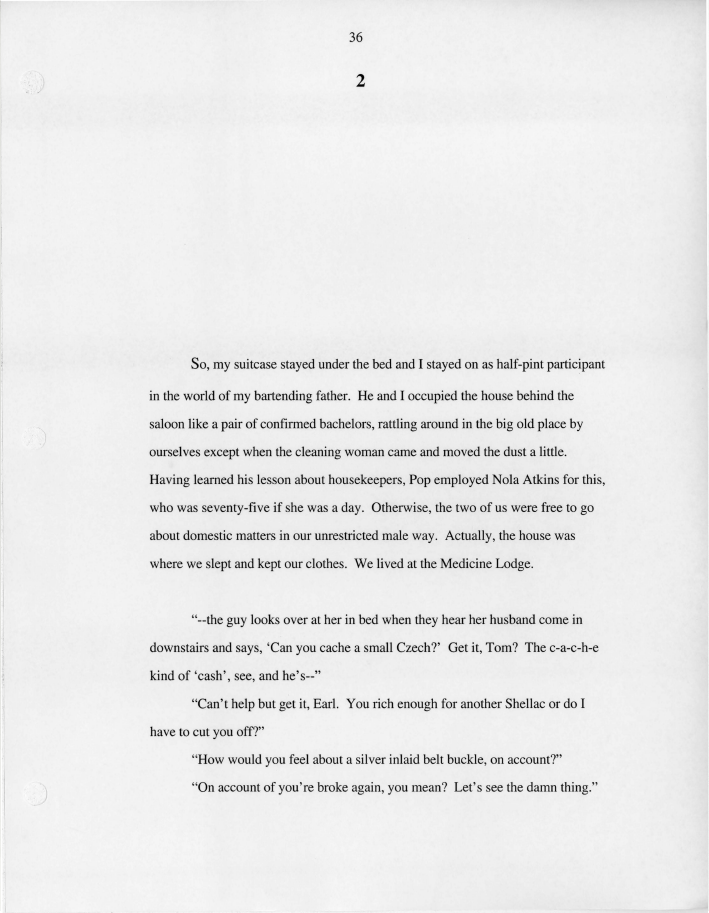 36
2
So, my suitcase stayed under the bed and I stayed on as half-pint participant
in the world of my bartending father.  He and I occupied the house behind the
saloon like a pair of confirmed bachelors, rattling around in the big old place by
ourselves except when the cleaning woman came and moved the dust a little.
Having learned his lesson about housekeepers, Pop employed Nola Atkins for this,
who was seventy-five if she was a day.  Otherwise, the two of us were free to go
about domestic matters in our unrestricted male way.  Actually, the house was
where we slept and kept our clothes.  We lived at the Medicine Lodge.
“--the guy looks over at her in bed when they hear her husband come in
downstairs and says, ‘Can you cache a small Czech?’  Get it, Tom?  The c-a-c-h-e
kind of ‘cash’, see, and he’s--”
“Can’t help but get it, Earl.  You rich enough for another Shellac or do I
have to cut you off?”
“How would you feel about a silver inlaid belt buckle, on account?”
“On account of you’re broke again, you mean?  Let’s see the damn thing.”